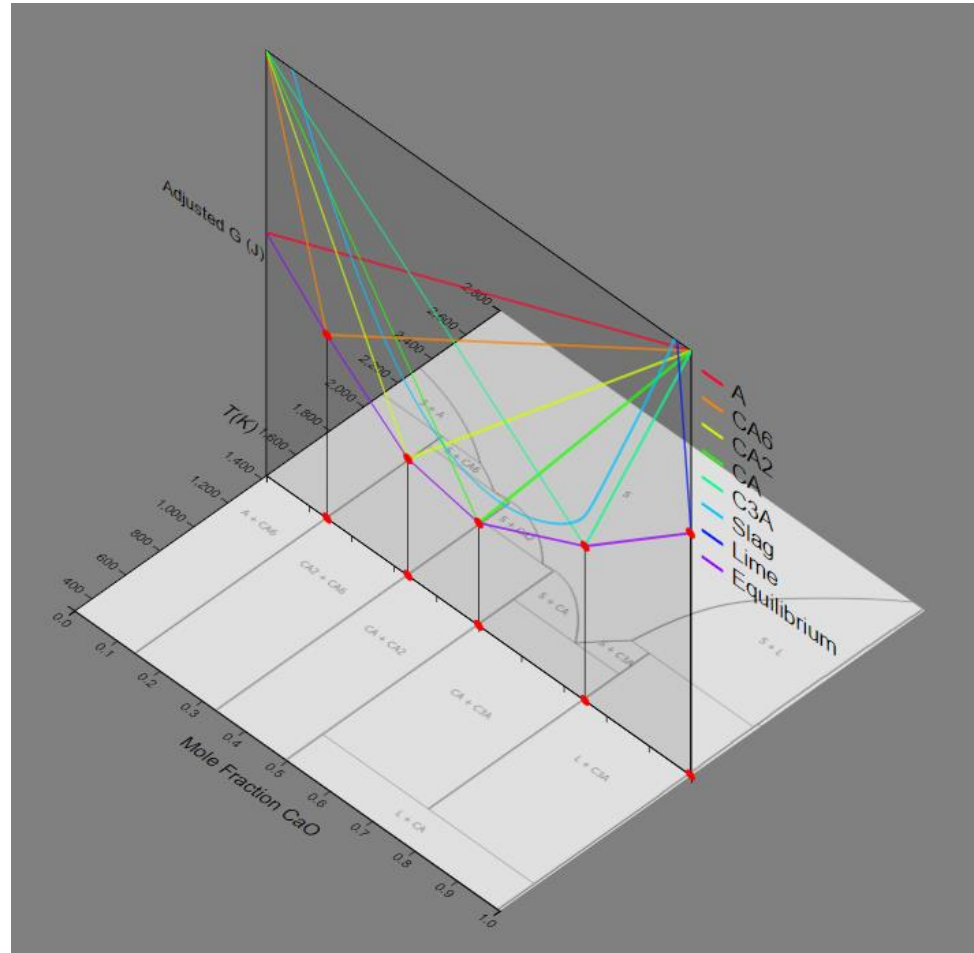 Adjusted G (J)
T(K)
2,800
2,600
2,400
2,200
2,000
1,800
1,600
1,400
1,200
1,000
800
600
400
0.0
0.1
0.2
0.3
0.4
0.5
0.6
0.7
0.8
0.9
1.0
Mole Fraction CaO
A
CA6
CA2
CA
C3A
Slag
Lime
Equilibrium
S + A
S + CA6
S + CA2
S
S + CA
S + C3A
S + L
A + CA6
CA2 + CA6
CA + CA2
CA + C3A
L + C3A
L + CA